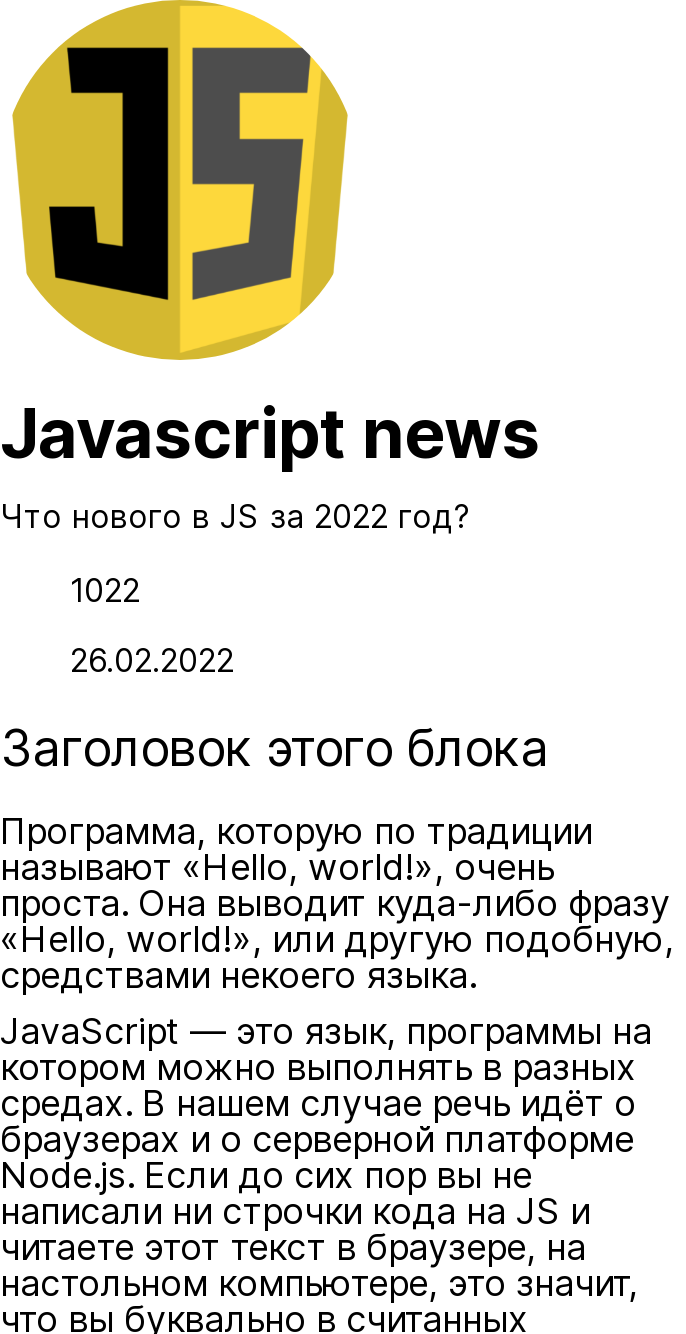 JS
Javascript news
Что нового в JS за 2022 год?
1022
26.02.2022
Заголовок этого блока
Программа, которую по традиции
называют «Hello, world!», очень
проста. Она выводит куда-либо фразу
«Hello, world!», или другую подобную,
средствами некоего языка.
JavaScript — это язык, программы на
котором можно выполнять в разных
средах. В нашем случае речь идёт о
браузерах и о серверной платформе
Node.js. Если до сих пор вы не
написали ни строчки кода на JS и
читаете этот текст в браузере, на
настольном компьютере, это значит,
что вы буквально в считанных